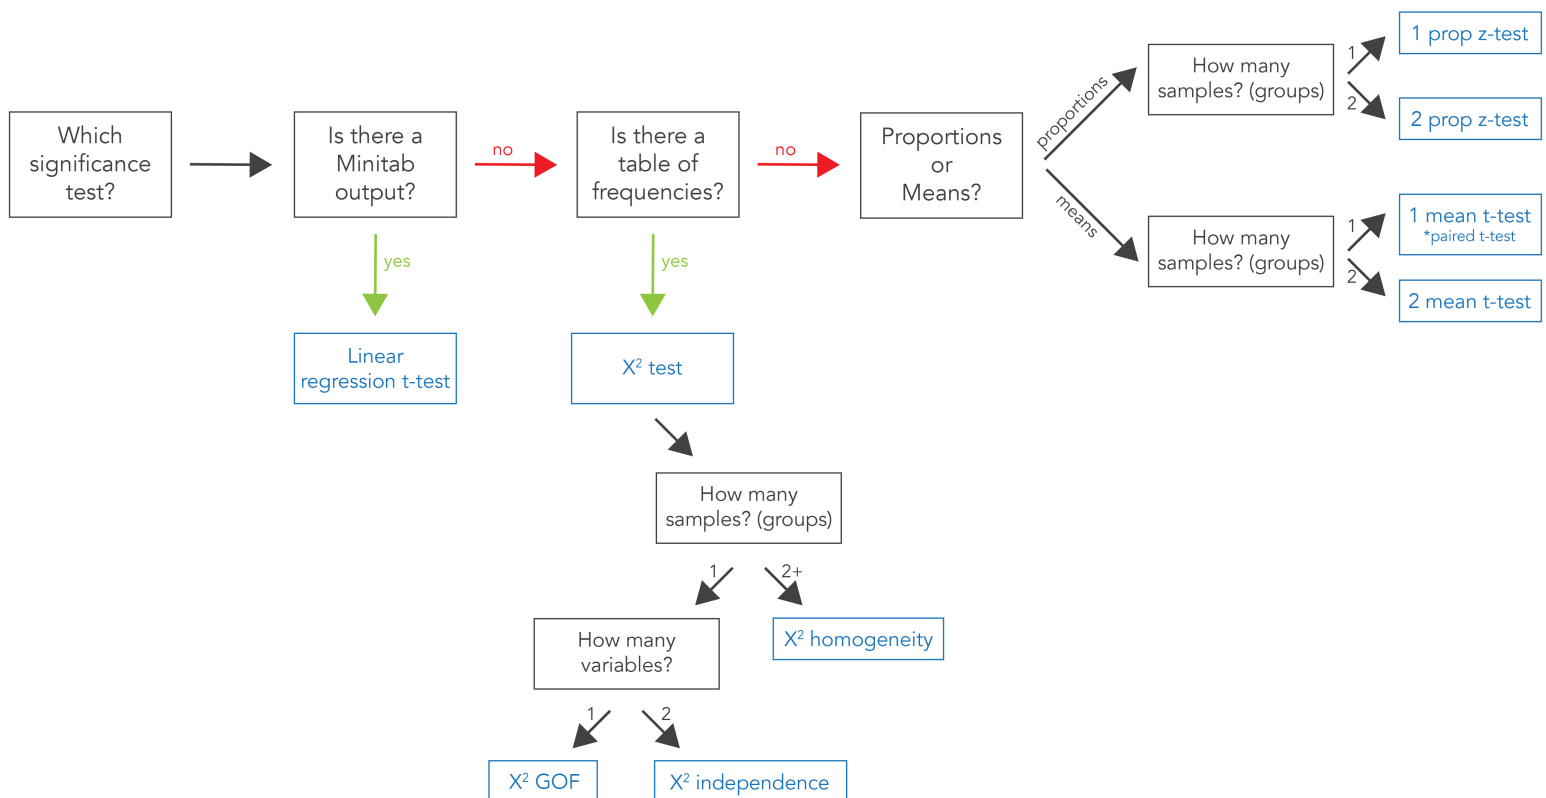 Which
significance
test?
Is there a
Minitab
output?
no
yes
Linear
regression t-test
Is there a
table of
frequencies?
no
yes
X² test
How many
samples? (groups)
1
2+
How many
variables?
X² homogeneity
1
2
X² GOF
X² independence
Proportions
or
Means?
proportions
means
How many
samples? (groups)
1
2
1 prop z-test
2 prop z-test
How many
samples? (groups)
1
2
1 mean t-test
*paired t-test
2 mean t-test